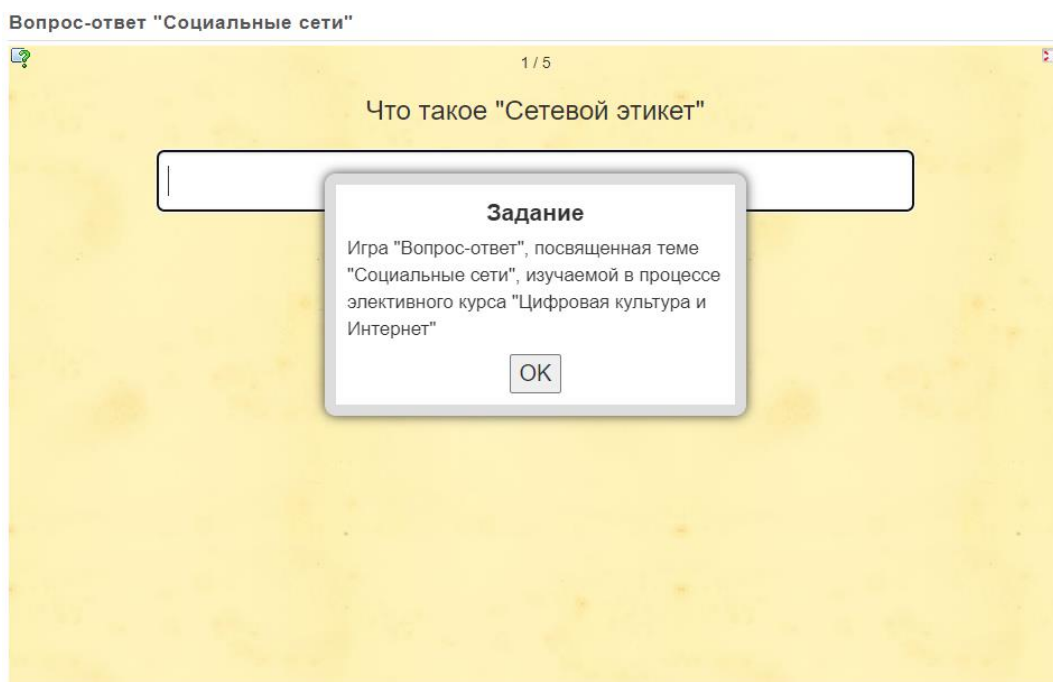 Вопрос-ответ "Социальные сети"
1 / 5
Что такое "Сетевой этикет"
Задание
Игра "Вопрос-ответ", посвященная теме
"Социальные сети", изучаемой в процессе
элективного курса "Цифровая культура и
Интернет"
OK